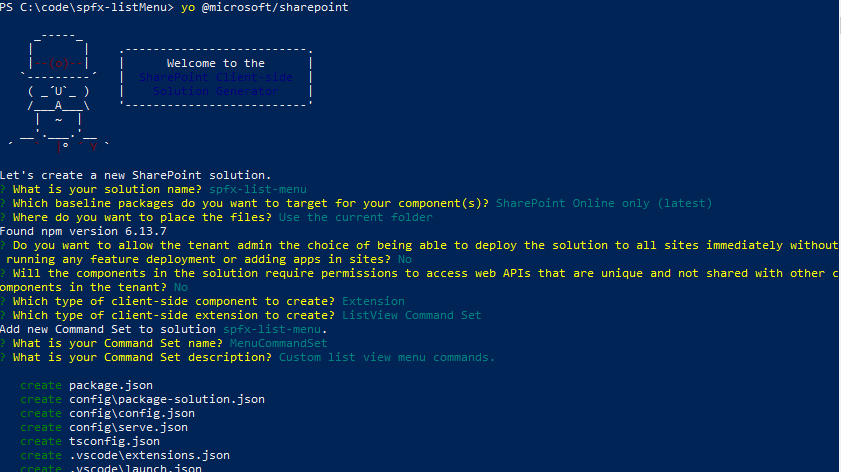 PS C:\code\spfx-listMenu> yo @microsoft/sharepoint
     _-----_
    |       |    .--------------------------.
    |--(o)--|    |      Welcome to the      |
   `---------´   |  SharePoint Client-side  |
    ( _´U`_ )    |    Solution Generator    |
    /___A___\    '--------------------------'
     |  ~  |
   __'.___.'__
 ´   `  |° ´ Y `
Let's create a new SharePoint solution.
? What is your solution name? spfx-list-menu
? Which baseline packages do you want to target for your component(s)? SharePoint Online only (latest)
? Where do you want to place the files? Use the current folder
Found npm version 6.13.7
? Do you want to allow the tenant admin the choice of being able to deploy the solution to all sites immediately without
 running any feature deployment or adding apps in sites? No
? Will the components in the solution require permissions to access web APIs that are unique and not shared with other c
omponents in the tenant? No
? Which type of client-side component to create? Extension
? Which type of client-side extension to create? ListView Command Set
Add new Command Set to solution spfx-list-menu.
? What is your Command Set name? MenuCommandSet
? What is your Command Set description? Custom list view menu commands.
create package.json
create config\package-solution.json
create config\config.json
create config\serve.json
create tsconfig.json
create .vscode\extensions.json
create .vscode\launch.json